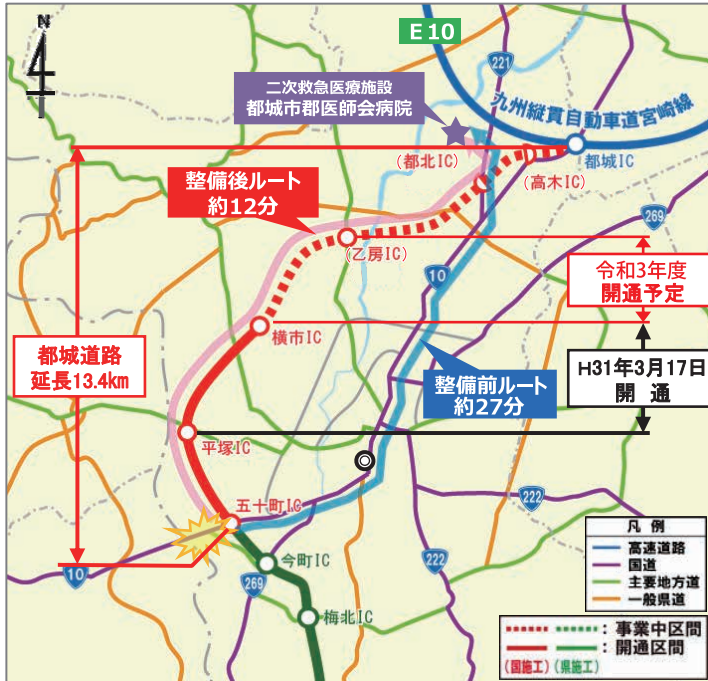 N
E10
221
二次救急医療施設
都城市郡医師会病院
九州縦貫自動車道宮崎線
(都北IC)
都城IC
(高木IC)
整備後ルート
約12分
269
(乙房IC)
10
令和3年度
開通予定
横市IC
都城道路
延長13.4km
H31年3月17日
開 通
整備前ルート
約27分
平塚IC
五十町IC
222
凡 例
高速道路
国道
主要地方道
一般県道
今町IC
10
269
222
梅北IC
:事業中区間
:開通区間
(国施工)(県施工)